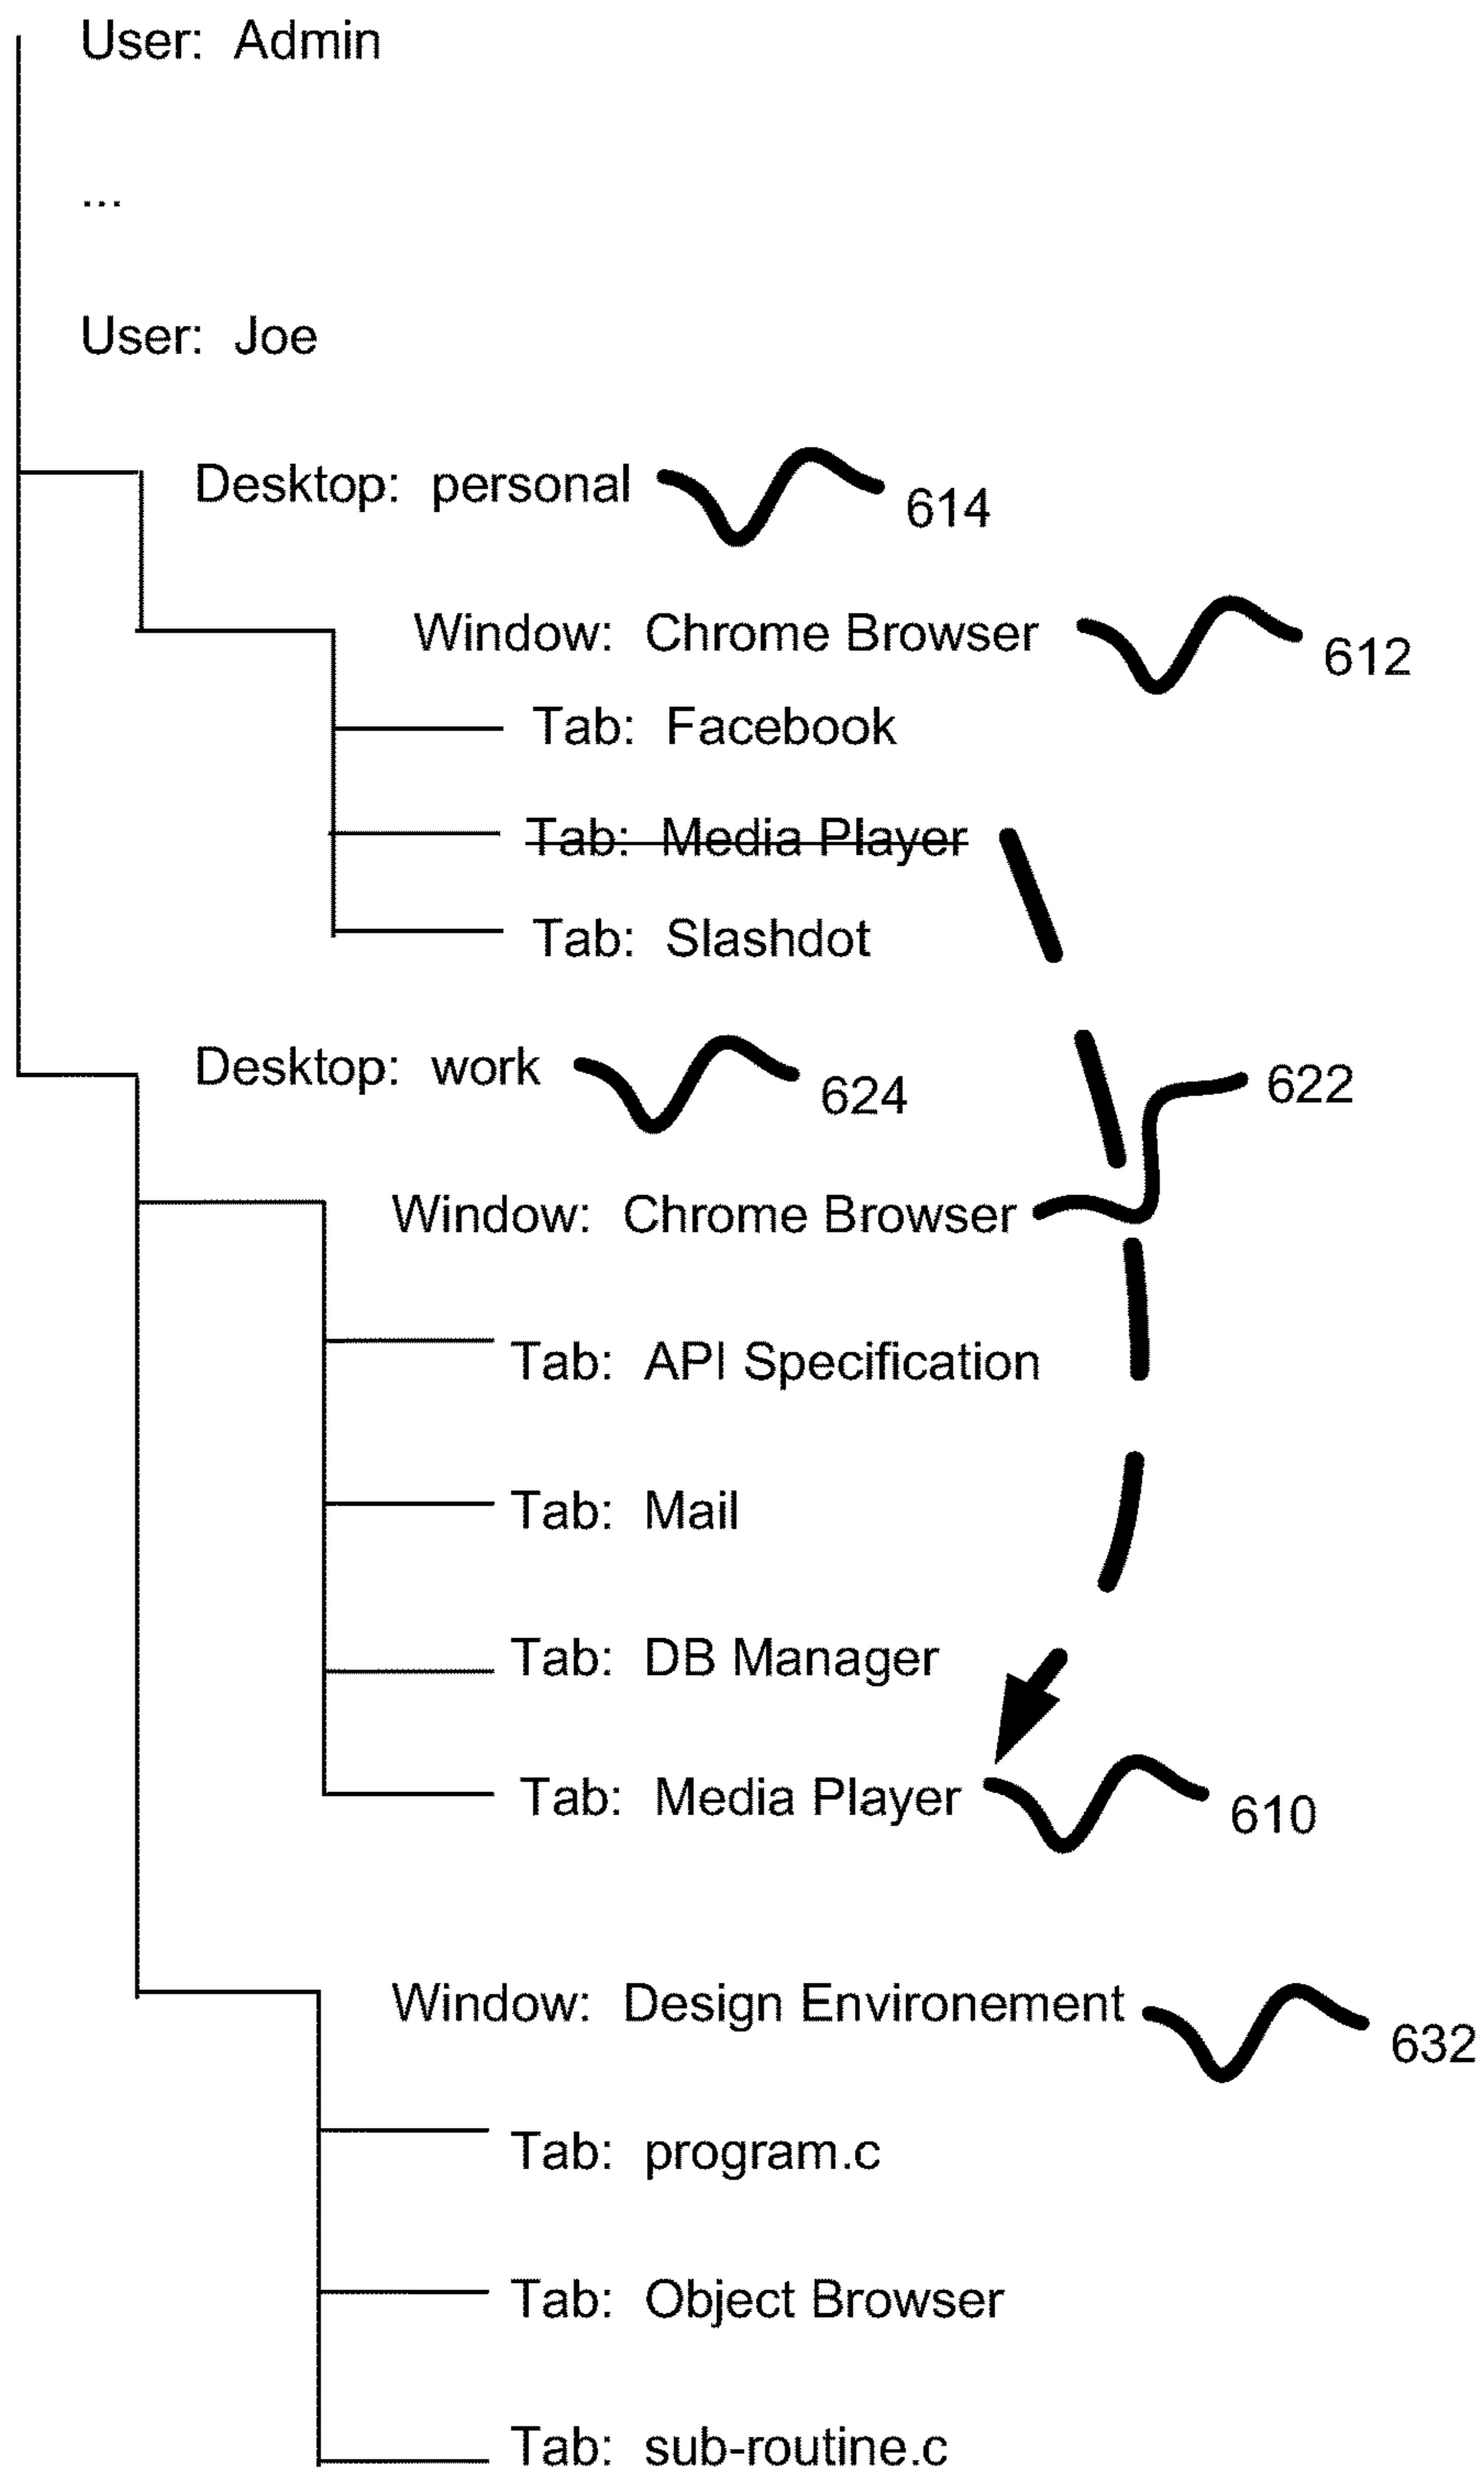 User: Admin
...
User: Joe
Desktop: personal 614
Window: Chrome Browser 612
Tab: Facebook
Tab: Media Player
Tab: Slashdot
Desktop: work 624 622
Window: Chrome Browser
Tab: API Specification
Tab: Mail
Tab: DB Manager
Tab: Media Player 610
Window: Design Environement 632
Tab: program.c
Tab: Object Browser
Tab: sub-routine.c